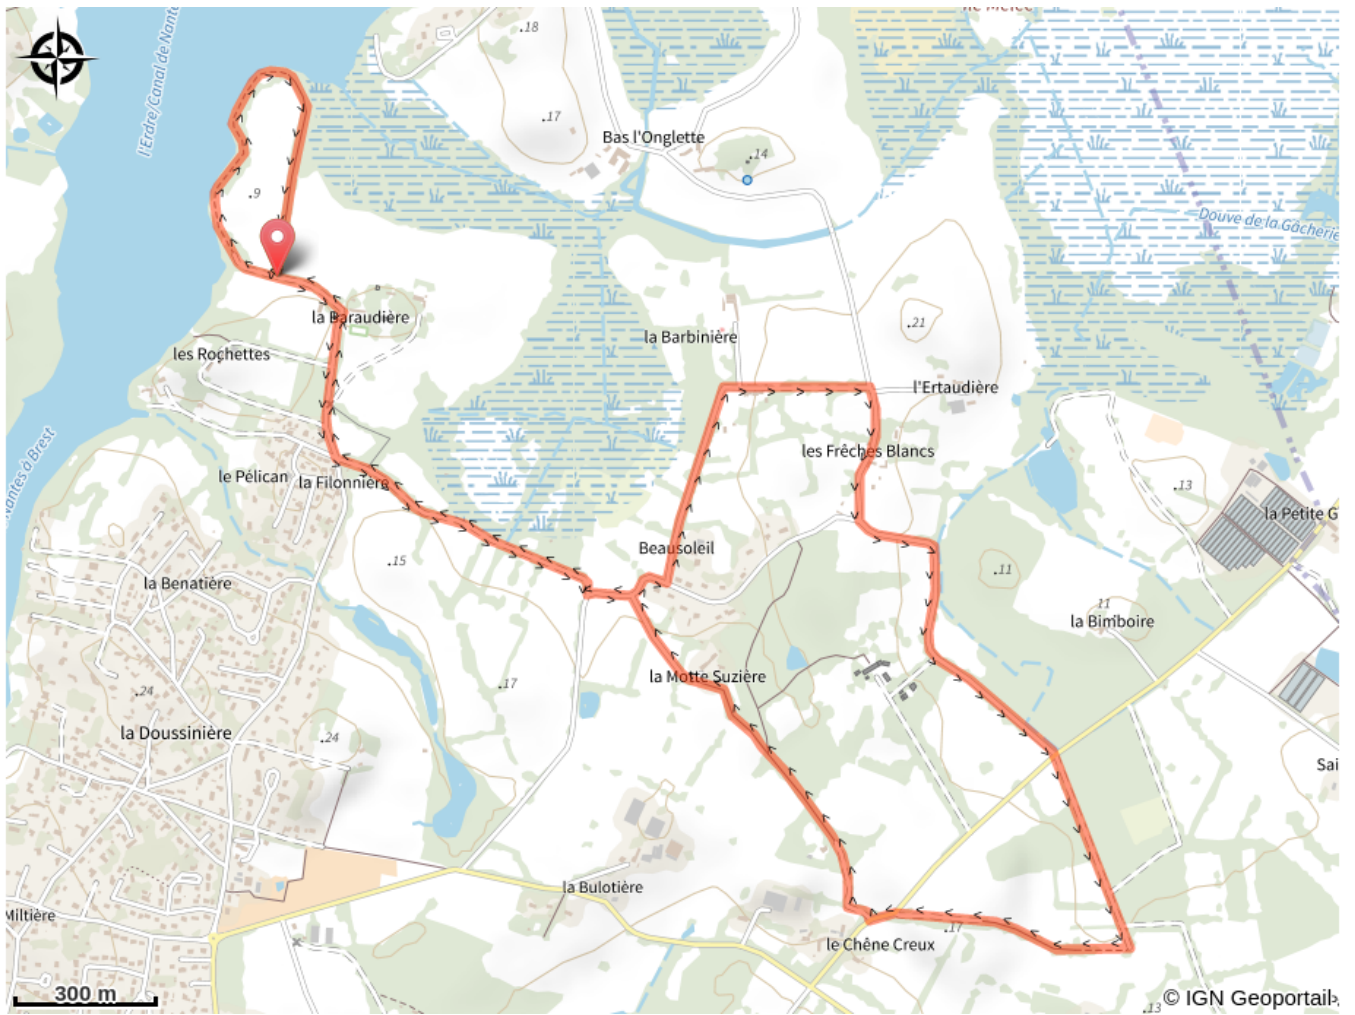 .18
l'Erdre/Canal de Nant
.17
Bas l'Onglette
.14
.9
Douve de la Gâcherie
la Baraudière
.21
la Barbinière
les Rochettes
l'Ertaudière
les Frêches Blancs
Nantes à Brest
le Pélican
la Filonnière
.13
la Petite G
Beausoleil
.15
.11
la Benatière
11
la Bimboire
la Motte Suzière
.24
.17
la Doussinière
.24
Sai
la Bulotière
Miltière
.17
le Chêne Creux
300 m
© IGN Geoportail
.13